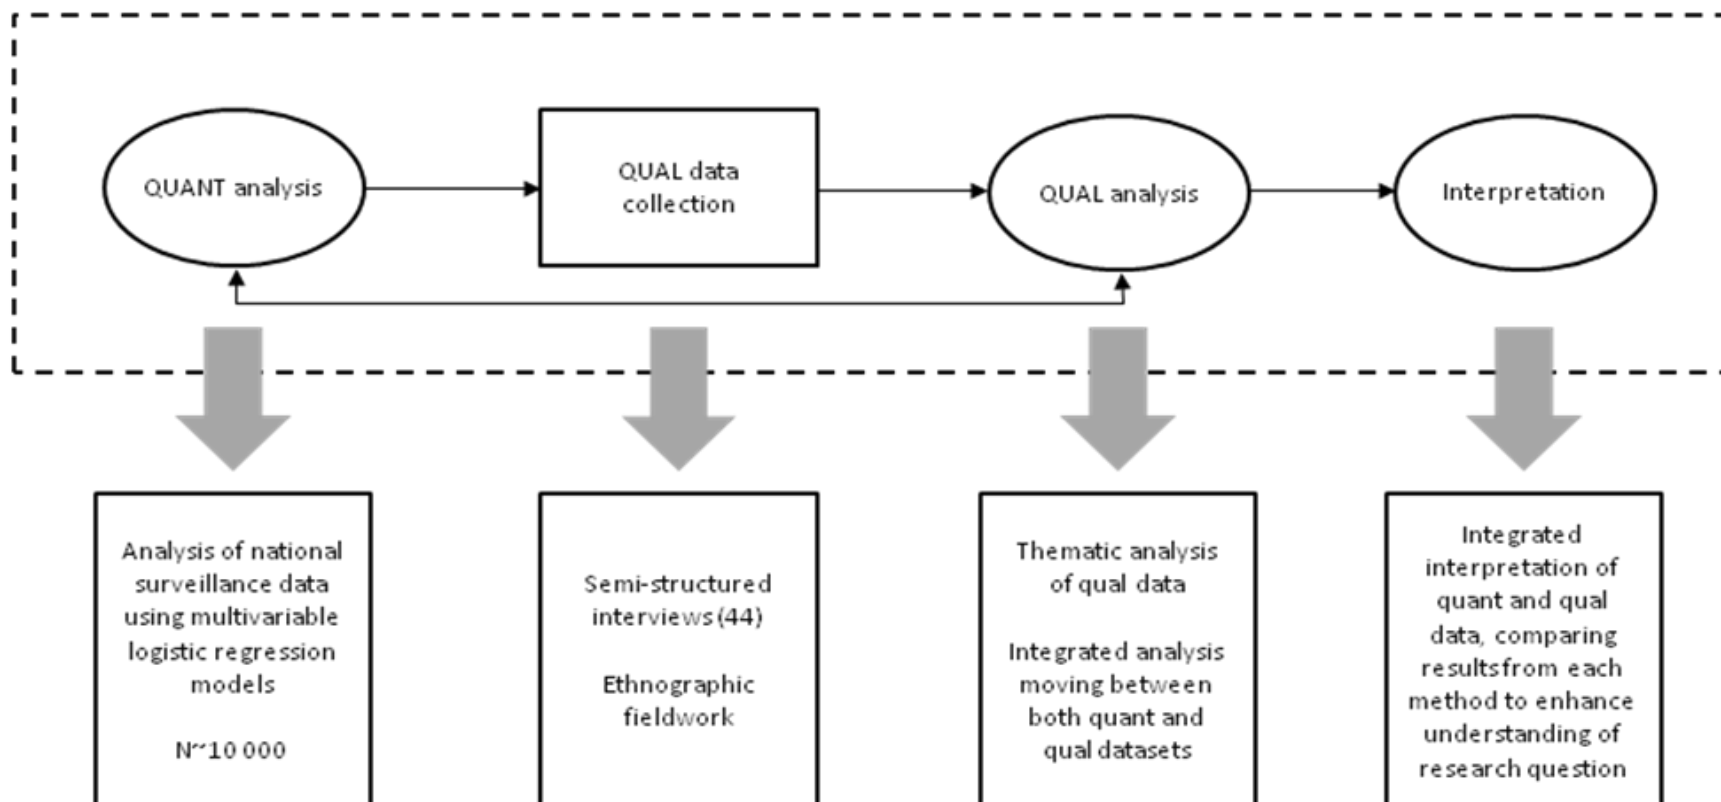 QUANT analysis
QUAL data
collection
QUAL analysis
Interpretation
Analysis of national
surveillance data
using multivariable
logistic regression
models
N~10 000
Semi-structured
interviews (44)
Ethnographic
fieldwork
Thematic analysis
of qual data
Integrated analysis
moving between
both quant and
qual datasets
Integrated
interpretation of
quant and qual
data, comparing
results from each
method to enhance
understanding of
research question